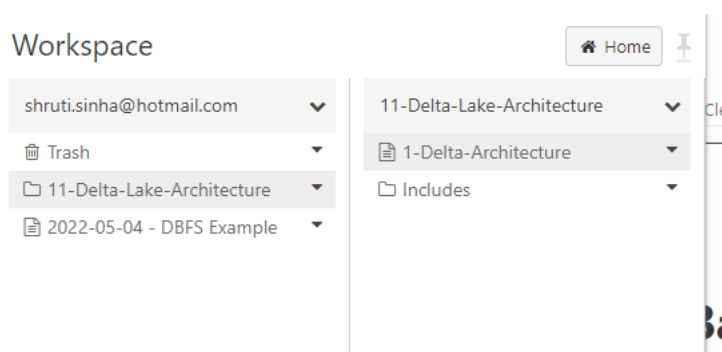 Workspace
Home
shruti.sinha@hotmail.com
Trash
11-Delta-Lake-Architecture
2022-05-04 - DBFS Example
11-Delta-Lake-Architecture
1-Delta-Architecture
Includes